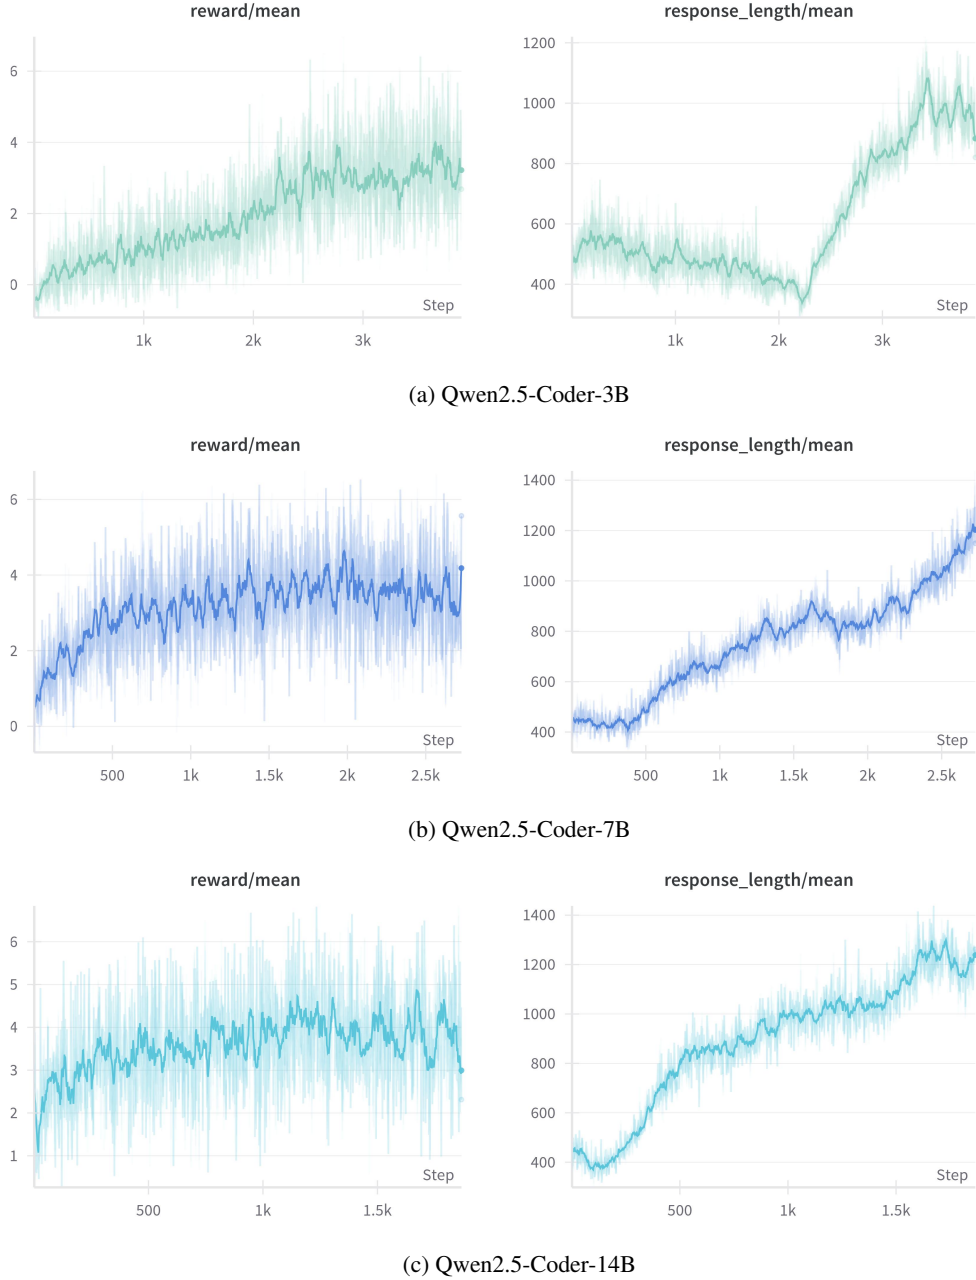 reward/mean
6
4
2
0
Step
1k
2k
3k
response_length/mean
1200
1000
800
600
400
Step
1k
2k
3k
(a) Qwen2.5-Coder-3B
reward/mean
6
4
2
0
Step
500
1k
1.5k
2k
2.5k
response_length/mean
1400
1200
1000
800
600
400
Step
500
1k
1.5k
2k
2.5k
(b) Qwen2.5-Coder-7B
reward/mean
6
5
4
3
2
1
Step
500
1k
1.5k
response_length/mean
1400
1200
1000
800
600
400
Step
500
1k
1.5k
(c) Qwen2.5-Coder-14B